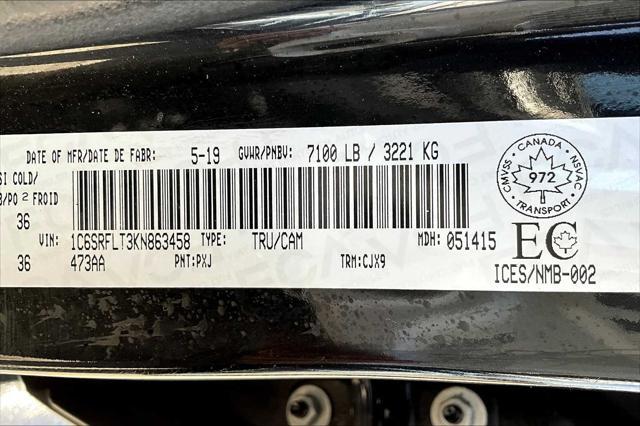 DATE OF MFR/DATE DE FABR: 5-19 GVWR/PNBV: 7100 LB / 3221 KG
SI COLD/
/PO 2 FROID
36
VIN: 1C6SRFLT3KN863458 TYPE: TRU/CAM MDH: 051415
36 473AA PNT:PXJ TRM:CJX9
CANADA
CMVSS NSVAC
972
TRANSPORT
EC
ICES/NMB-002